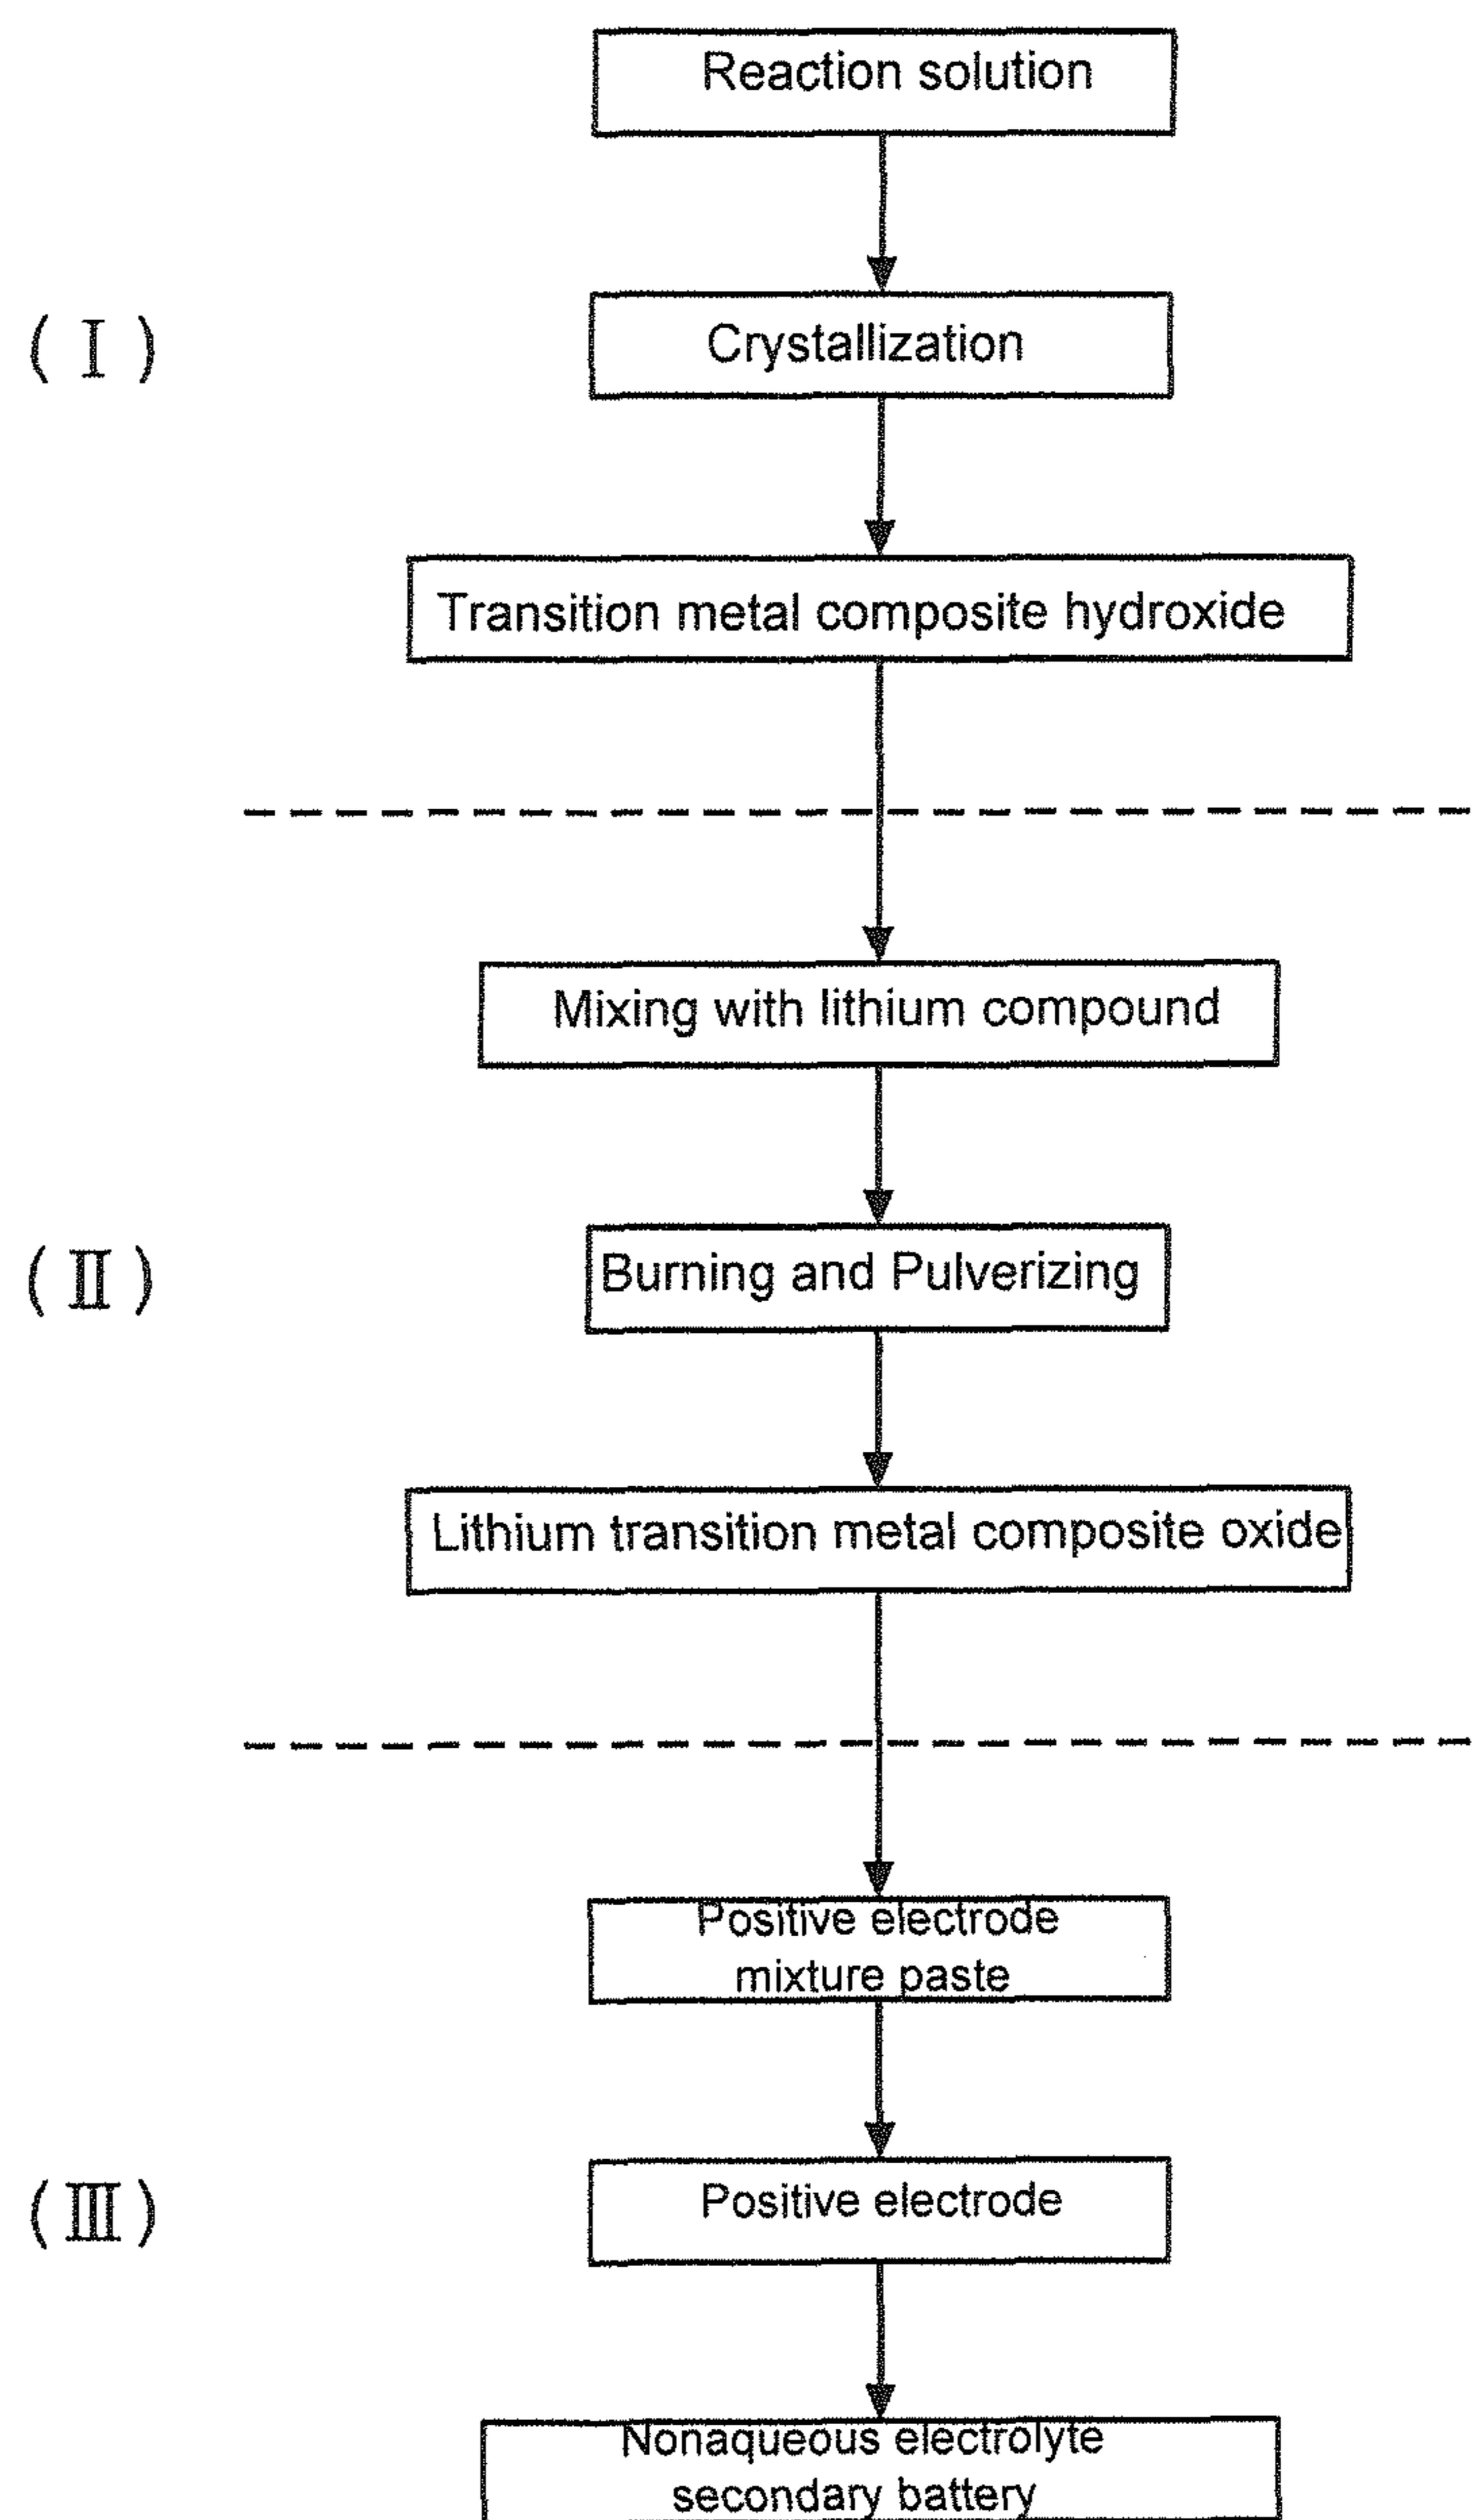 Reaction solution
( I )
Crystallization
Transition metal composite hydroxide
Mixing with lithium compound
( II )
Burning and Pulverizing
Lithium transition metal composite oxide
Positive electrode
mixture paste
( III )
Positive electrode
Nonaqueous electrolyte
secondary battery